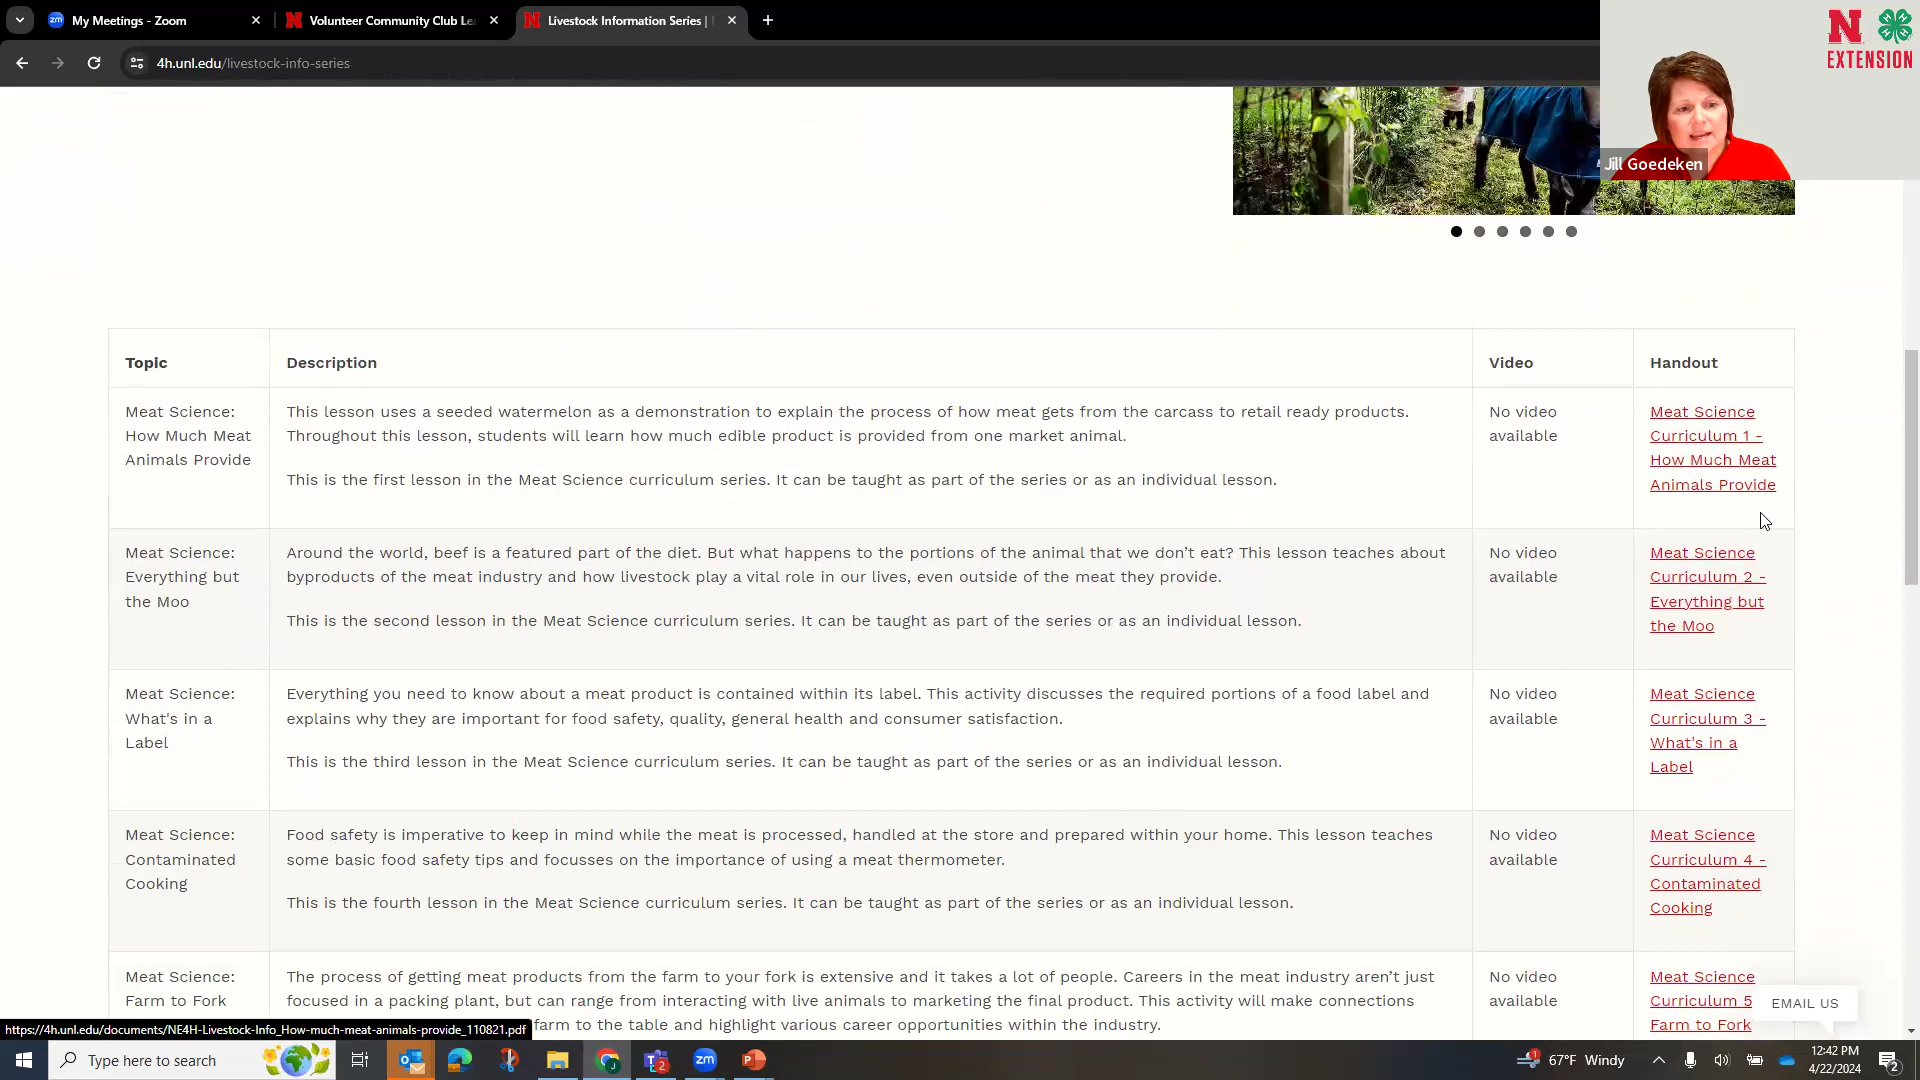 My Meetings - Zoom
Volunteer Community Club Le
Livestock Information Series |
4h.unl.edu/livestock-info-series
N
H H H H
EXTENSION
Jill Goedeken
Topic
Description
Video
Handout
Meat Science:
How Much Meat
Animals Provide
This lesson uses a seeded watermelon as a demonstration to explain the process of how meat gets from the carcass to retail ready products.
Throughout this lesson, students will learn how much edible product is provided from one market animal.
This is the first lesson in the Meat Science curriculum series. It can be taught as part of the series or as an individual lesson.
No video
available
Meat Science
Curriculum 1 -
How Much Meat
Animals Provide
Meat Science:
Everything but
the Moo
Around the world, beef is a featured part of the diet. But what happens to the portions of the animal that we don't eat? This lesson teaches about
byproducts of the meat industry and how livestock play a vital role in our lives, even outside of the meat they provide.
This is the second lesson in the Meat Science curriculum series. It can be taught as part of the series or as an individual lesson.
No video
available
Meat Science
Curriculum 2 -
Everything but
the Moo
Meat Science:
What's in a
Label
Everything you need to know about a meat product is contained within its label. This activity discusses the required portions of a food label and
explains why they are important for food safety, quality, general health and consumer satisfaction.
This is the third lesson in the Meat Science curriculum series. It can be taught as part of the series or as an individual lesson.
No video
available
Meat Science
Curriculum 3 -
What's in a
Label
Meat Science:
Contaminated
Cooking
Food safety is imperative to keep in mind while the meat is processed, handled at the store and prepared within your home. This lesson teaches
some basic food safety tips and focusses on the importance of using a meat thermometer.
This is the fourth lesson in the Meat Science curriculum series. It can be taught as part of the series or as an individual lesson.
No video
available
Meat Science
Curriculum 4 -
Contaminated
Cooking
Meat Science:
Farm to Fork
The process of getting meat products from the farm to your fork is extensive and it takes a lot of people. Careers in the meat industry aren't just
focused in a packing plant, but can range from interacting with live animals to marketing the final product. This activity will make connections
farm to the table and highlight various career opportunities within the industry.
No video
available
Meat Science
Curriculum 5
Farm to Fork
EMAIL US
https://4h.unl.edu/documents/NE4H-Livestock-Info_How-much-meat-animals-provide_110821.pdf
Type here to search
67°F Windy
12:42 PM
4/22/2024